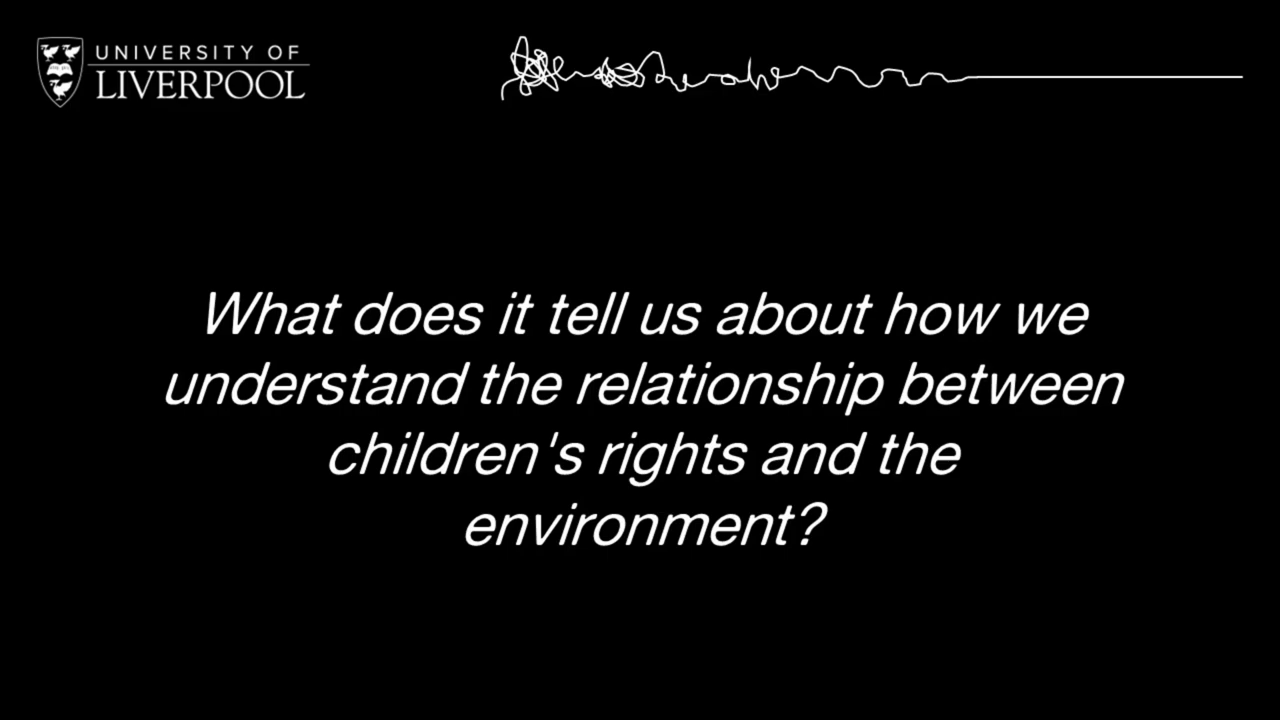 UNIVERSITY OF
LIVERPOOL
What does it tell us about how we
understand the relationship between
children's rights and the
environment?